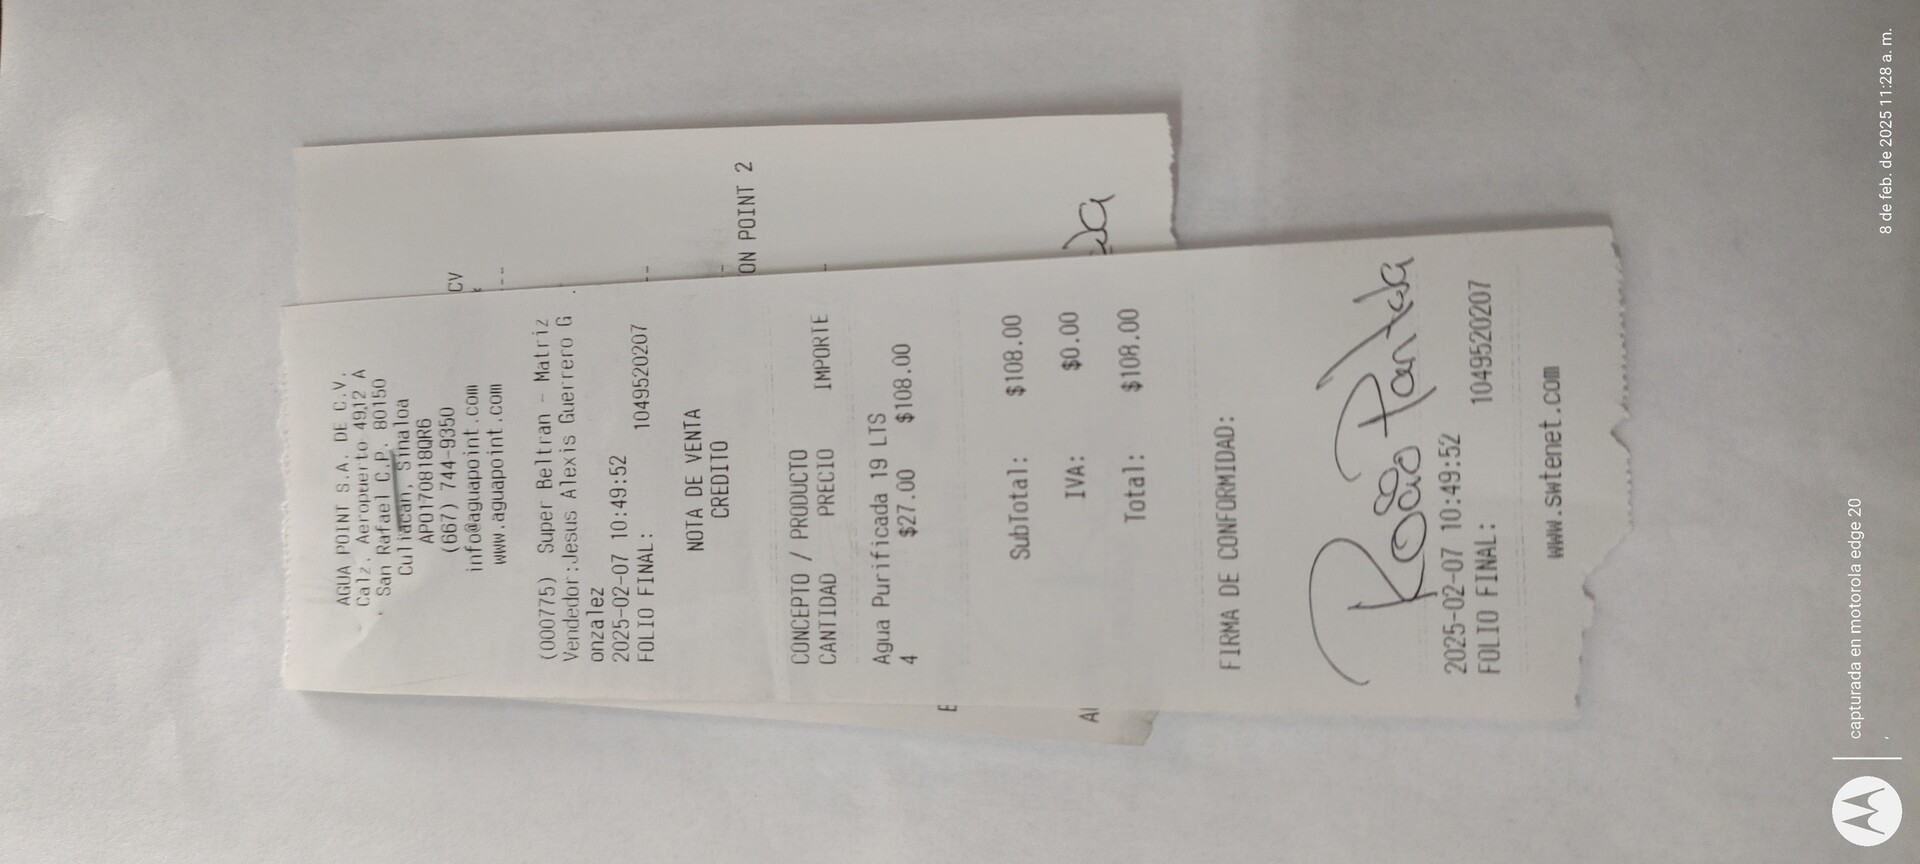 AGUA POINT S.A. DE C.V.
Calz. Aeropuerto 4912 A
San Rafael C.P. 80150
Culiacan, Sinaloa
APO170818QR6
(667) 744-9350
info@aguapoint.com
www.aguapoint.com
(000775) Super Beltran - Matriz
Vendedor:Jesus Alexis Guerrero G
onzalez
2025-02-07 10:49:52
FOLIO FINAL: 1049520207
NOTA DE VENTA
CREDITO
CONCEPTO / PRODUCTO
CANTIDAD PRECIO IMPORTE
Agua Purificada 19 LTS
4 $27.00 $108.00
SubTotal: $108.00
IVA: $0.00
Total: $108.00
FIRMA DE CONFORMIDAD:
Rocio Pantoja
2025-02-07 10:49:52
FOLIO FINAL: 1049520207
www.swtenet.com
CV
ON POINT 2
capturada en motorola edge 20
8 de feb. de 2025 11:28 a. m.